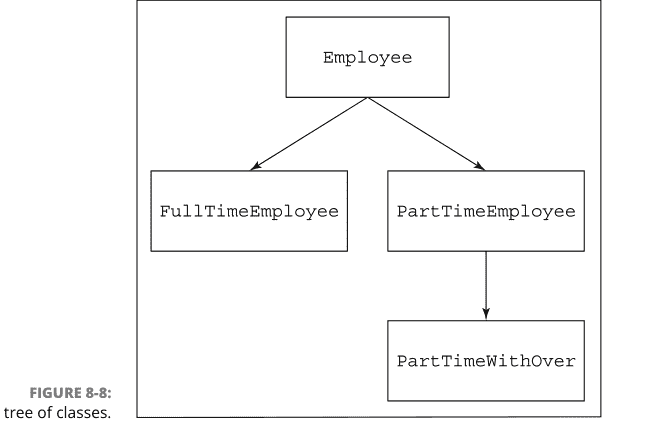 Employee
FullTimeEmployee
PartTimeEmployee
PartTimeWithOver
FIGURE 8-8:
tree of classes.